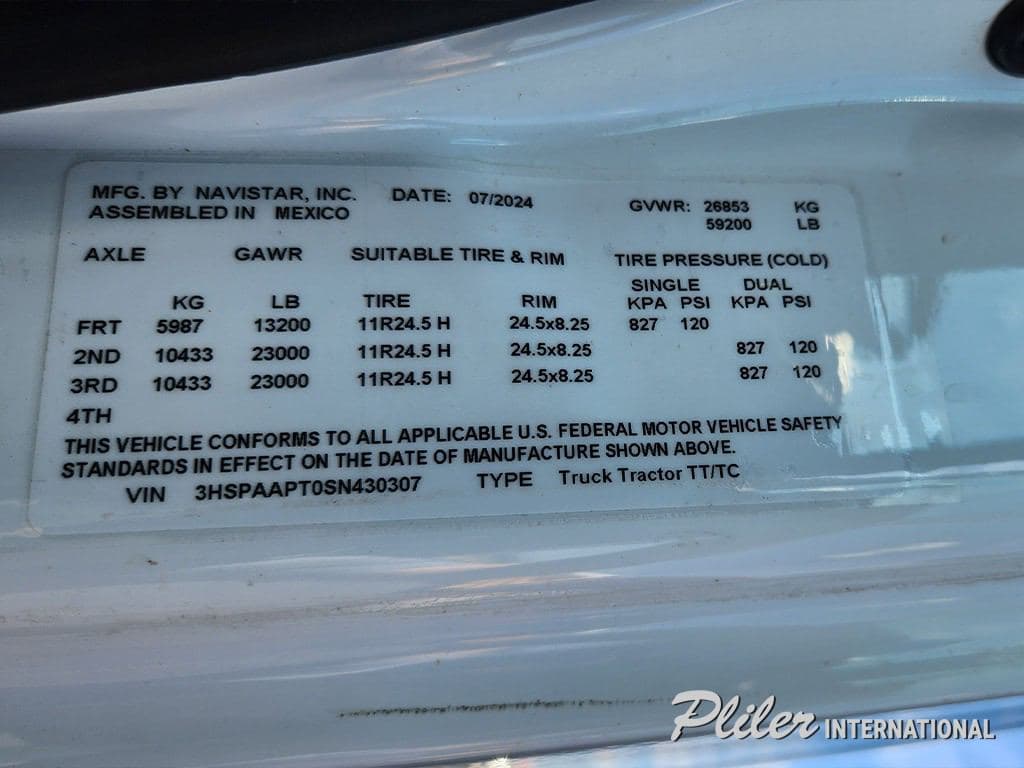 MFG. BY NAVISTAR, INC. DATE: 07/2024 GVWR: 26853 KG
ASSEMBLED IN MEXICO 59200 LB
AXLE GAWR SUITABLE TIRE & RIM TIRE PRESSURE (COLD)
SINGLE DUAL
KG LB TIRE RIM KPA PSI KPA PSI
FRT 5987 13200 11R24.5 H 24.5x8.25 827 120
2ND 10433 23000 11R24.5 H 24.5x8.25 827 120
3RD 10433 23000 11R24.5 H 24.5x8.25 827 120
4TH
THIS VEHICLE CONFORMS TO ALL APPLICABLE U.S. FEDERAL MOTOR VEHICLE SAFETY
STANDARDS IN EFFECT ON THE DATE OF MANUFACTURE SHOWN ABOVE.
VIN 3HSPAAPT0SN430307 TYPE Truck Tractor TT/TC
Pliler INTERNATIONAL